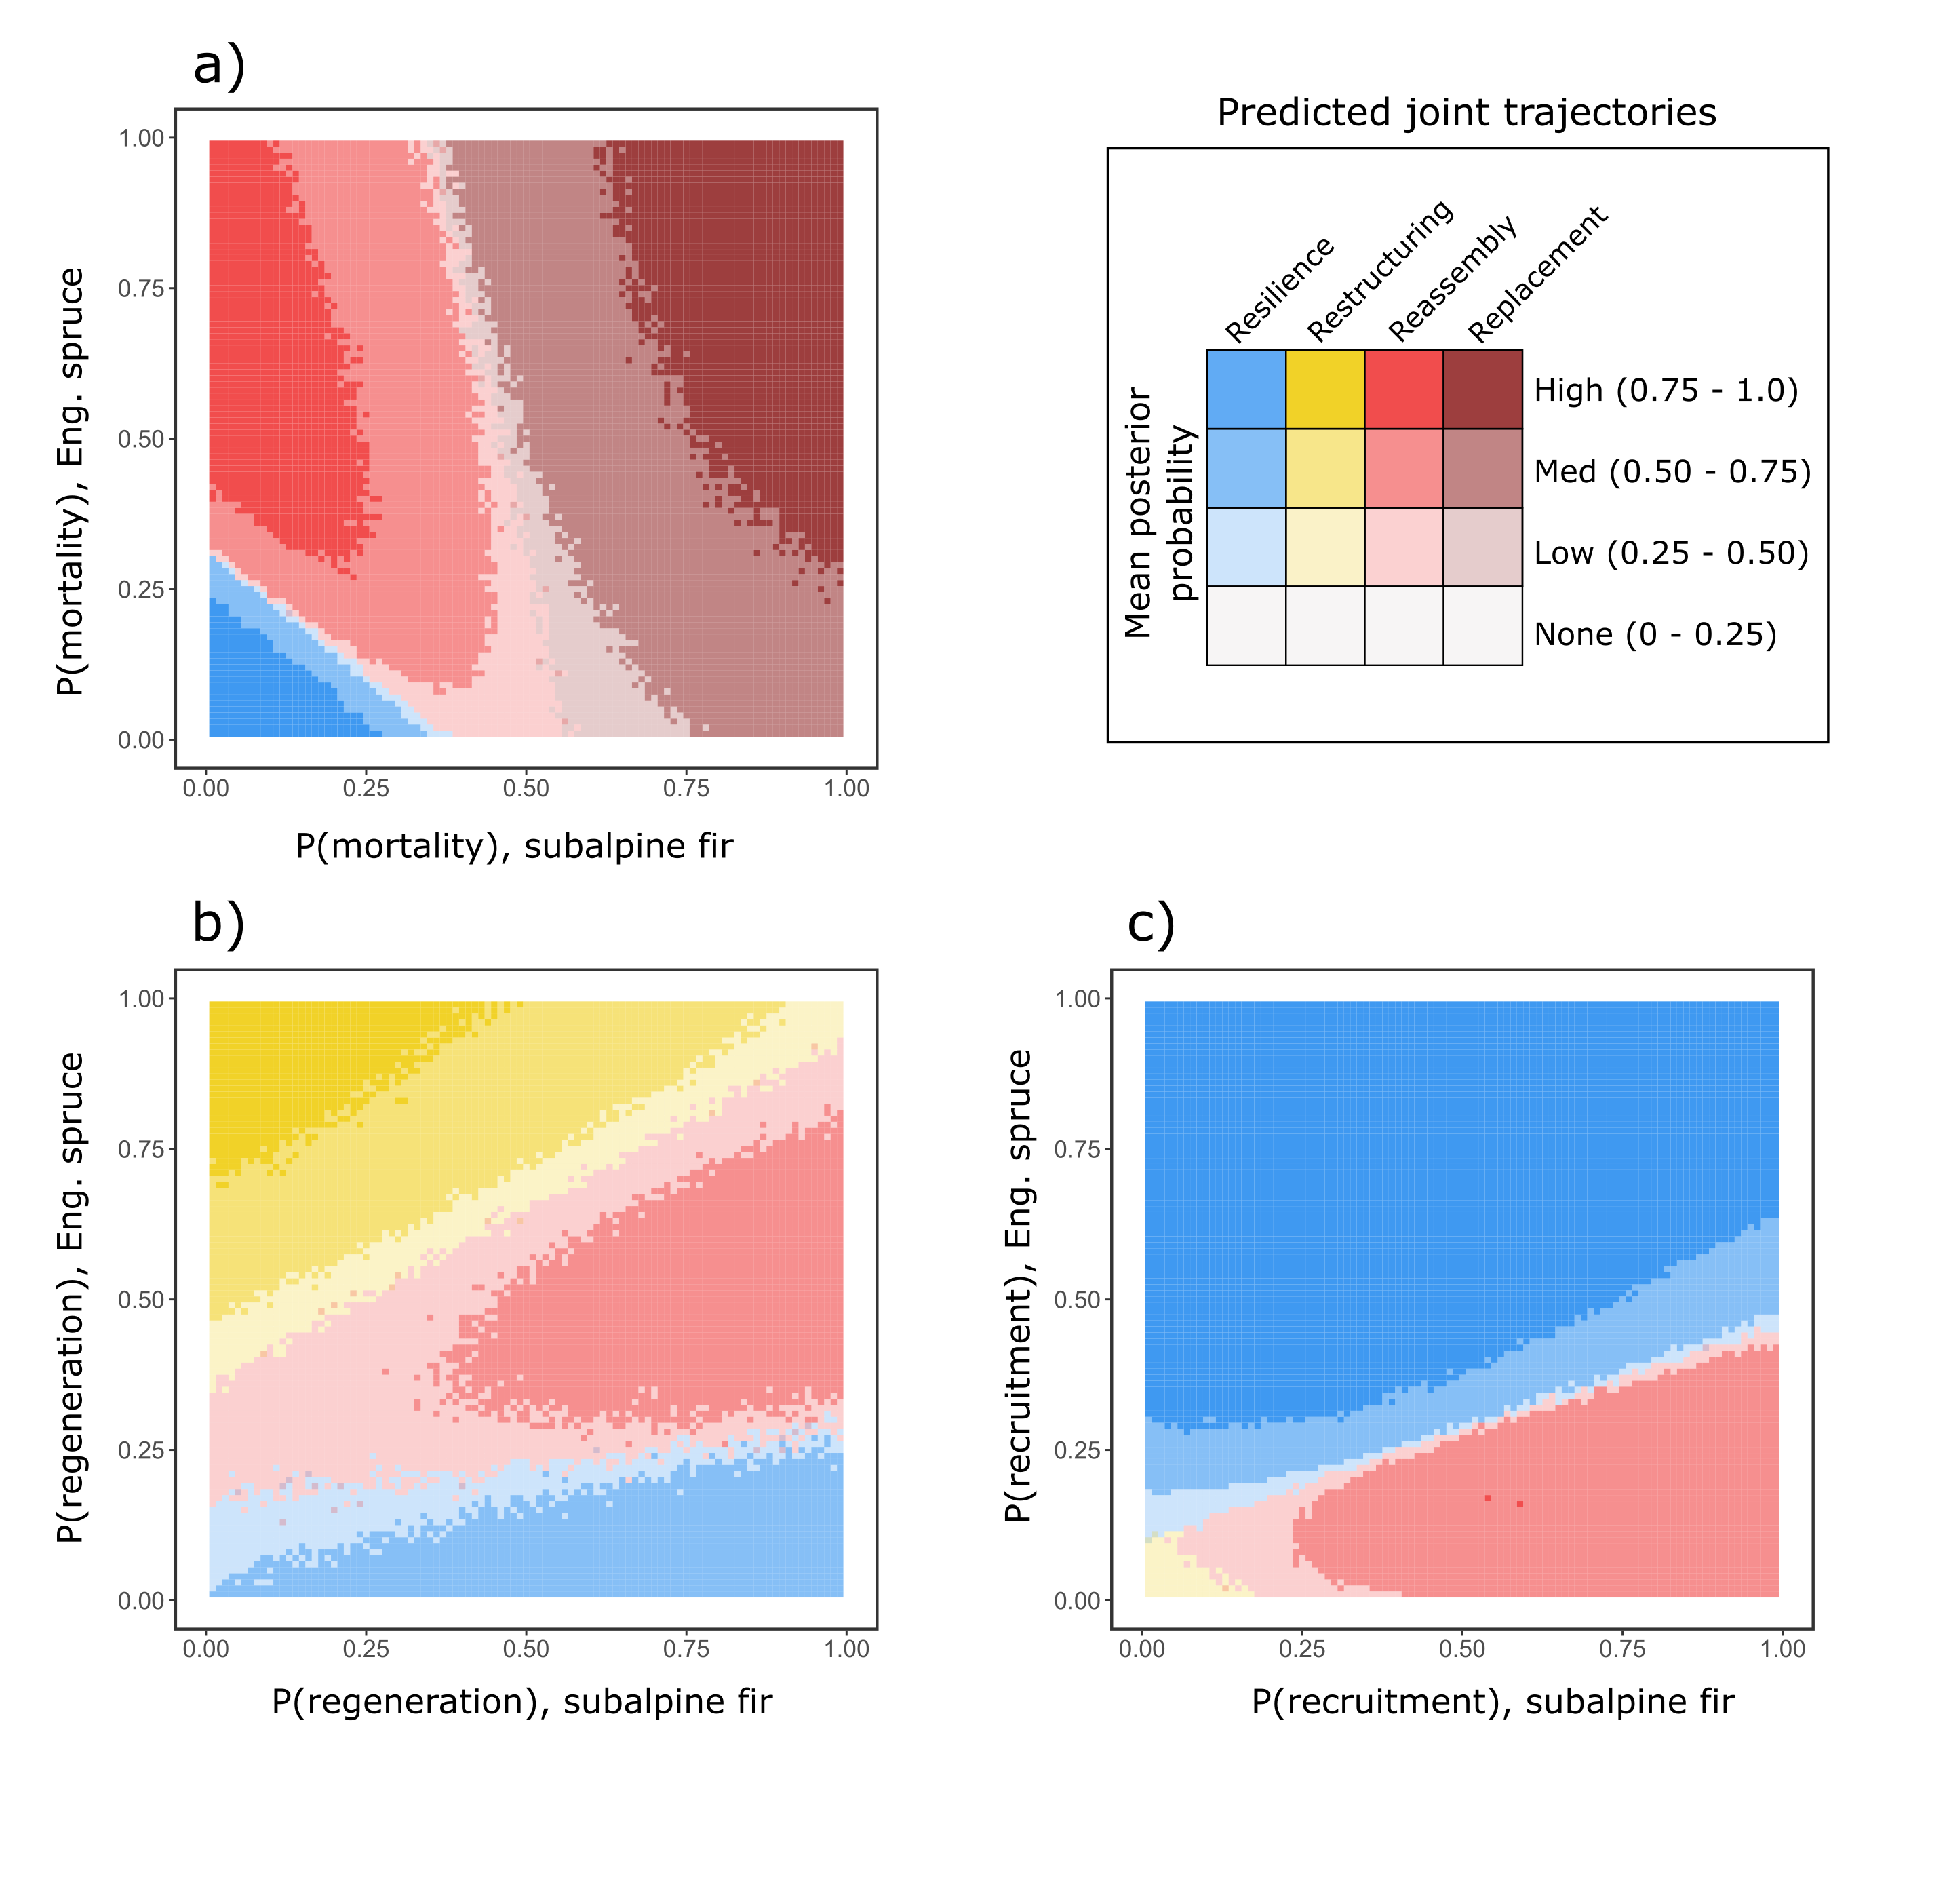 a)
P(mortality), Eng. spruce
1.00
0.75
0.50
0.25
0.00
0.00 0.25 0.50 0.75 1.00
P(mortality), subalpine fir
Predicted joint trajectories
Resilience
Restructuring
Reassembly
Replacement
Mean posterior
probability
High (0.75 - 1.0)
Med (0.50 - 0.75)
Low (0.25 - 0.50)
None (0 - 0.25)
b)
P(regeneration), Eng. spruce
1.00
0.75
0.50
0.25
0.00
0.00 0.25 0.50 0.75 1.00
P(regeneration), subalpine fir
c)
P(recruitment), Eng. spruce
1.00
0.75
0.50
0.25
0.00
0.00 0.25 0.50 0.75 1.00
P(recruitment), subalpine fir